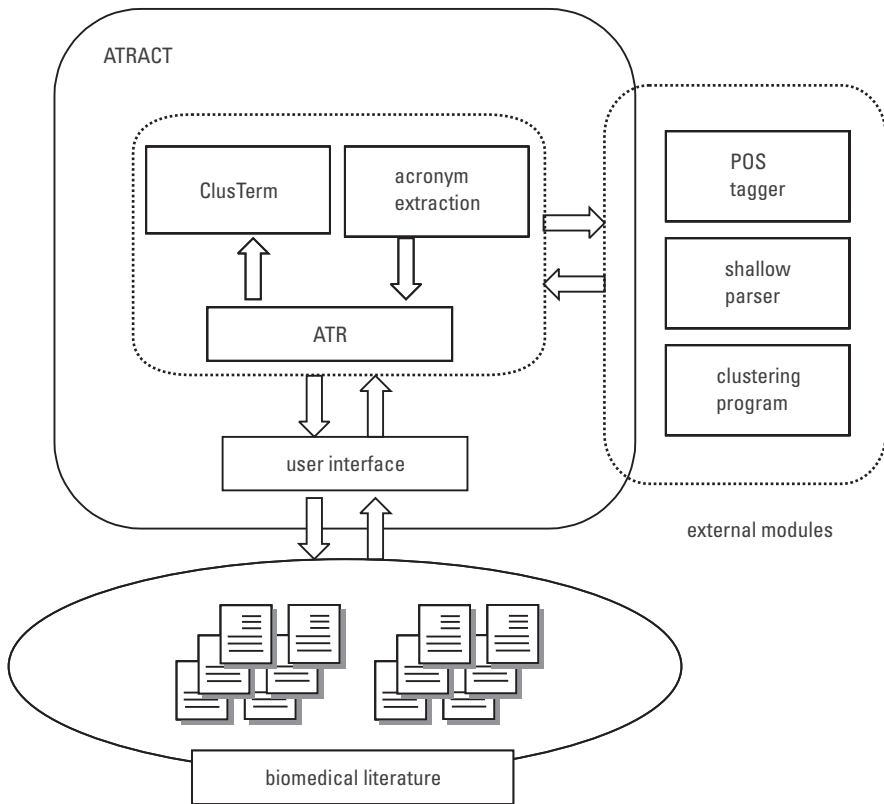 ATRACT
ClusTerm
acronym
extraction
ATR
user interface
POS
tagger
shallow
parser
clustering
program
external modules
biomedical literature